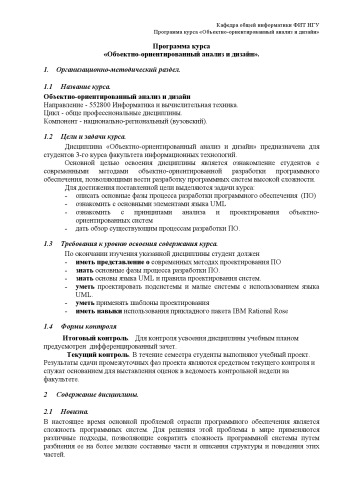 Кафедра общей информатики ФИТ НГУ
Программа курса «Объектно-ориентированный анализ и дизайн»
Программа курса
«Объектно-ориентированный анализ и дизайн».
1. Организационно-методический раздел.
1.1 Название курса.
Объектно-ориентированный анализ и дизайн
Направление - 552800 Информатика и вычислительная техника.
Цикл - общие профессиональные дисциплины.
Компонент - национально-региональный (вузовский).
1.2 Цели и задачи курса.
Дисциплина «Объектно-ориентированный анализ и дизайн» предназначена для
студентов 3-го курса факультета информационных технологий.
Основной целью освоения дисциплины является ознакомление студентов с
современными методами объектно-ориентированной разработки программного
обеспечения, позволяющими вести разработку программных систем высокой сложности.
Для достижения поставленной цели выделяются задачи курса:
- описать основные фазы процесса разработки программного обеспечения (ПО)
- ознакомить с основными элементами языка UML
- ознакомить с принципами анализа и проектирования объектно-
ориентированных систем
- дать обзор существующим процессам разработки ПО.
1.3 Требования к уровню освоения содержания курса.
По окончании изучения указанной дисциплины студент должен
- иметь представление о современных методах проектирования ПО
- знать основные фазы процесса разработки ПО.
- знать основы языка UML и правила проектирования систем.
- уметь проектировать подсистемы и малые системы с использованием языка
UML.
- уметь применять шаблоны проектирования
- иметь навыки использования прикладного пакета IBM Rational Rose
1.4 Формы контроля
Итоговый контроль. Для контроля усвоения дисциплины учебным планом
предусмотрен дифференцированный зачет.
Текущий контроль. В течение семестра студенты выполняют учебный проект.
Результаты сдачи промежуточных фаз проекта являются средством текущего контроля и
служат основанием для выставления оценок в ведомость контрольной недели на
факультете.
2 Содержание дисциплины.
2.1 Новизна.
В настоящее время основной проблемой отрасли программного обеспечения является
сложность программных систем. Для решения этой проблемы в мире применяются
различные подходы, позволяющие сократить сложность программной системы путем
разбиения ее на более мелкие составные части и описания структуры и поведения этих
частей.